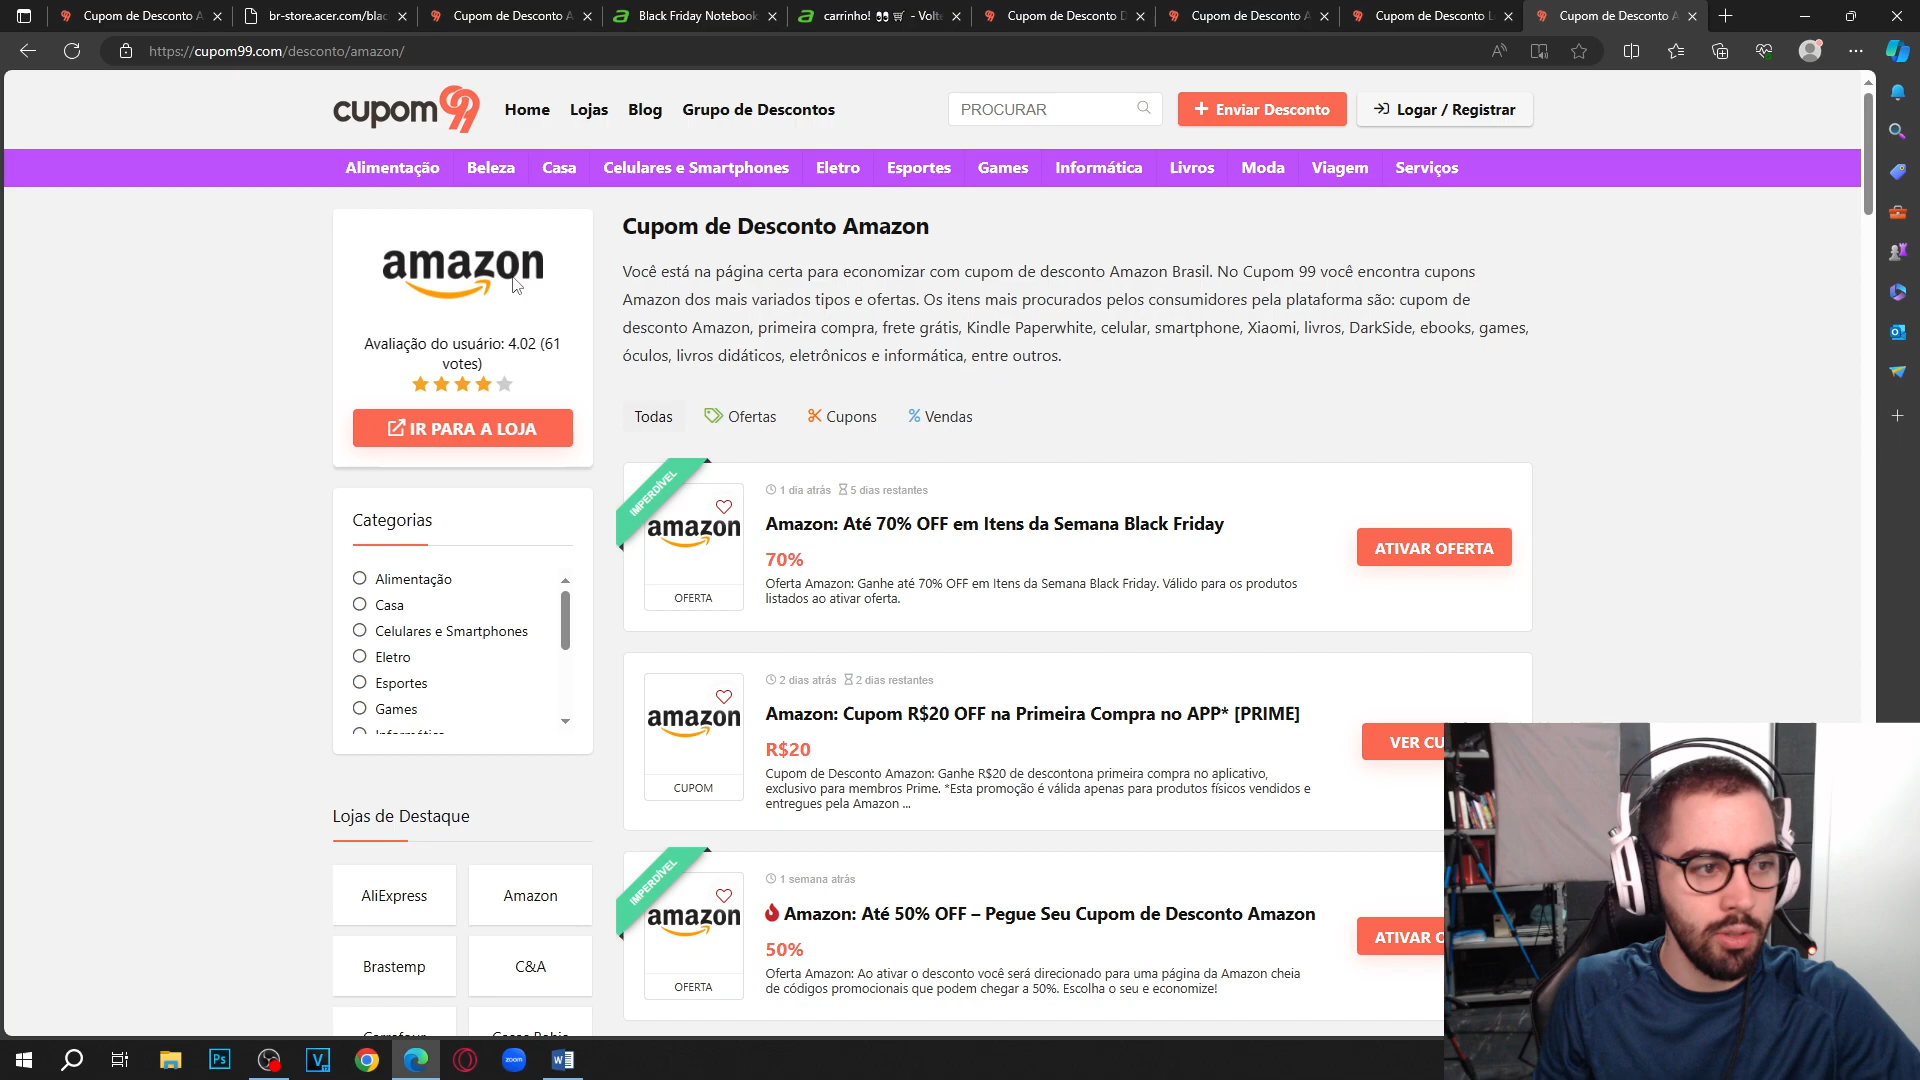 Cupom de Desconto A
br-store.acer.com/blac
Cupom de Desconto A
Black Friday Notebook
carrinho! 👀🛒 - Volte
Cupom de Desconto D
Cupom de Desconto A
Cupom de Desconto L
Cupom de Desconto A
https://cupom99.com/desconto/amazon/
cupom99
Home
Lojas
Blog
Grupo de Descontos
PROCURAR
+ Enviar Desconto
Logar / Registrar
Alimentação
Beleza
Casa
Celulares e Smartphones
Eletro
Esportes
Games
Informática
Livros
Moda
Viagem
Serviços
amazon
Avaliação do usuário: 4.02 (61
votes)
IR PARA A LOJA
Categorias
Alimentação
Casa
Celulares e Smartphones
Eletro
Esportes
Games
Informática
Lojas de Destaque
AliExpress
Amazon
Brastemp
C&A
Cupom de Desconto Amazon
Você está na página certa para economizar com cupom de desconto Amazon Brasil. No Cupom 99 você encontra cupons
Amazon dos mais variados tipos e ofertas. Os itens mais procurados pelos consumidores pela plataforma são: cupom de
desconto Amazon, primeira compra, frete grátis, Kindle Paperwhite, celular, smartphone, Xiaomi, livros, DarkSide, ebooks, games,
óculos, livros didáticos, eletrônicos e informática, entre outros.
Todas
Ofertas
Cupons
% Vendas
IMPERDÍVEL
amazon
OFERTA
1 dia atrás
5 dias restantes
Amazon: Até 70% OFF em Itens da Semana Black Friday
70%
Oferta Amazon: Ganhe até 70% OFF em Itens da Semana Black Friday. Válido para os produtos
listados ao ativar oferta.
ATIVAR OFERTA
amazon
CUPOM
2 dias atrás
2 dias restantes
Amazon: Cupom R$20 OFF na Primeira Compra no APP* [PRIME]
R$20
Cupom de Desconto Amazon: Ganhe R$20 de descontona primeira compra no aplicativo,
exclusivo para membros Prime. *Esta promoção é válida apenas para produtos físicos vendidos e
entregues pela Amazon ...
VER CU
IMPERDÍVEL
amazon
OFERTA
1 semana atrás
Amazon: Até 50% OFF – Pegue Seu Cupom de Desconto Amazon
50%
Oferta Amazon: Ao ativar o desconto você será direcionado para uma página da Amazon cheia
de códigos promocionais que podem chegar a 50%. Escolha o seu e economize!
ATIVAR O
Ps
V
zoom
W